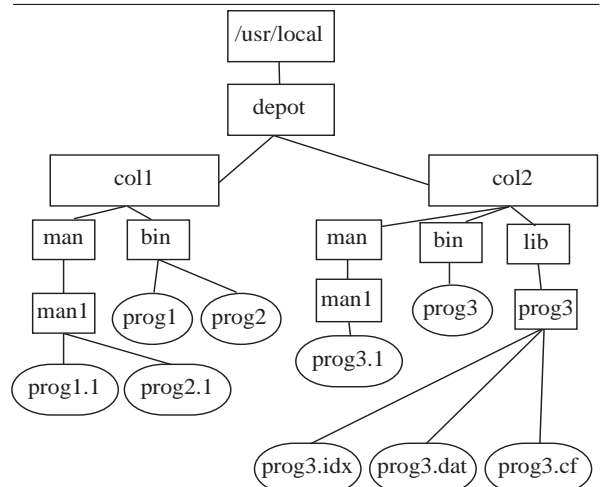 /usr/local
depot
col1
col2
man
bin
man
bin
lib
man1
prog1
prog2
man1
prog3
prog3
prog1.1
prog2.1
prog3.1
prog3.idx
prog3.dat
prog3.cf